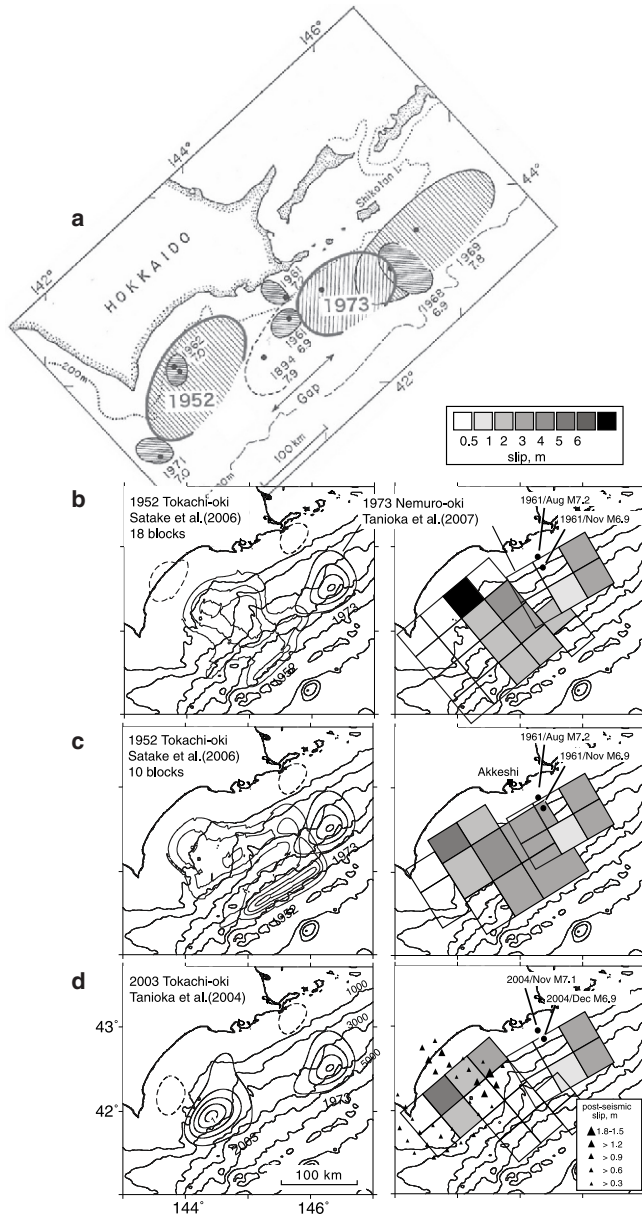 a
146°
144°
142°
44°
42°
HOKKAIDO
Shikotan I.
200m
1952
1962
7.0
1971
7.0
1961
1961
6.9
1894
7.9
1973
1968
6.9
1969
7.8
Gap
100 km
0.5 1 2 3 4 5 6
slip, m
b
1952 Tokachi-oki
Satake et al.(2006)
18 blocks
1973 Nemuro-oki
Tanioka et al.(2007)
1973
1952
1961/Aug M7.2
1961/Nov M6.9
c
1952 Tokachi-oki
Satake et al.(2006)
10 blocks
1973
1952
Akkeshi
1961/Aug M7.2
1961/Nov M6.9
d
2003 Tokachi-oki
Tanioka et al.(2004)
43°
42°
144°
146°
1000
3000
5000
1973
2003
100 km
2004/Nov M7.1
2004/Dec M6.9
post-seismic
slip, m
1.8-1.5
> 1.2
> 0.9
> 0.6
> 0.3